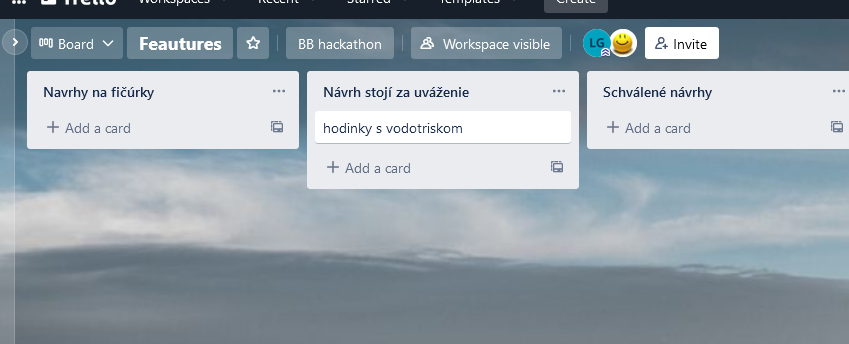 Trello Workspaces Recent Starred Templates Create
Board Feautures BB hackathon Workspace visible LG Invite
Navrhy na fičúrky
Add a card
Návrh stojí za uváženie
hodinky s vodotriskom
Add a card
Schválené návrhy
Add a card